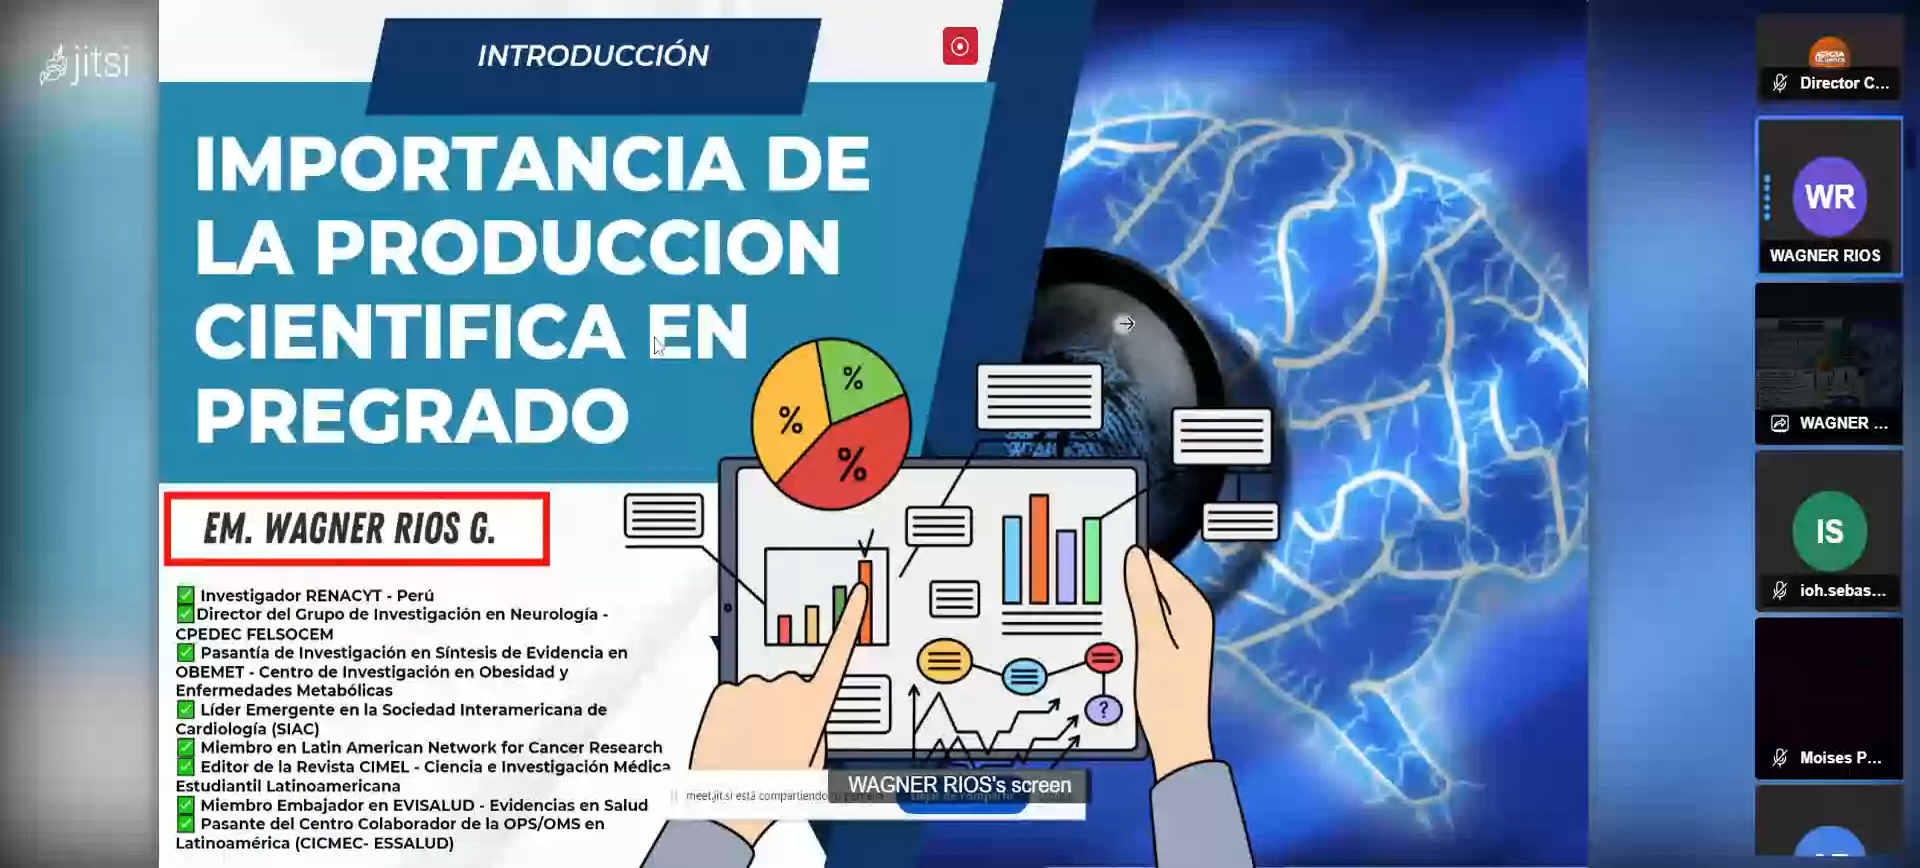 jitsi
INTRODUCCIÓN
IMPORTANCIA DE
LA PRODUCCION
CIENTIFICA EN
PREGRADO
EM. WAGNER RIOS G.
✅ Investigador RENACYT - Perú
✅Director del Grupo de Investigación en Neurología -
CPEDEC FELSOCEM
✅ Pasantía de Investigación en Síntesis de Evidencia en
OBEMET - Centro de Investigación en Obesidad y
Enfermedades Metabólicas
✅ Líder Emergente en la Sociedad Interamericana de
Cardiología (SIAC)
✅ Miembro en Latin American Network for Cancer Research
✅ Editor de la Revista CIMEL - Ciencia e Investigación Médica
Estudiantil Latinoamericana
✅ Miembro Embajador en EVISALUD - Evidencias en Salud
✅ Pasante del Centro Colaborador de la OPS/OMS en
Latinoamérica (CICMEC- ESSALUD)
%
%
%
?
meet.jit.si está compartiendo
WAGNER RIOS's screen
Director C...
WR
WAGNER RIOS
WAGNER ...
IS
ioh.sebas...
Moises P...